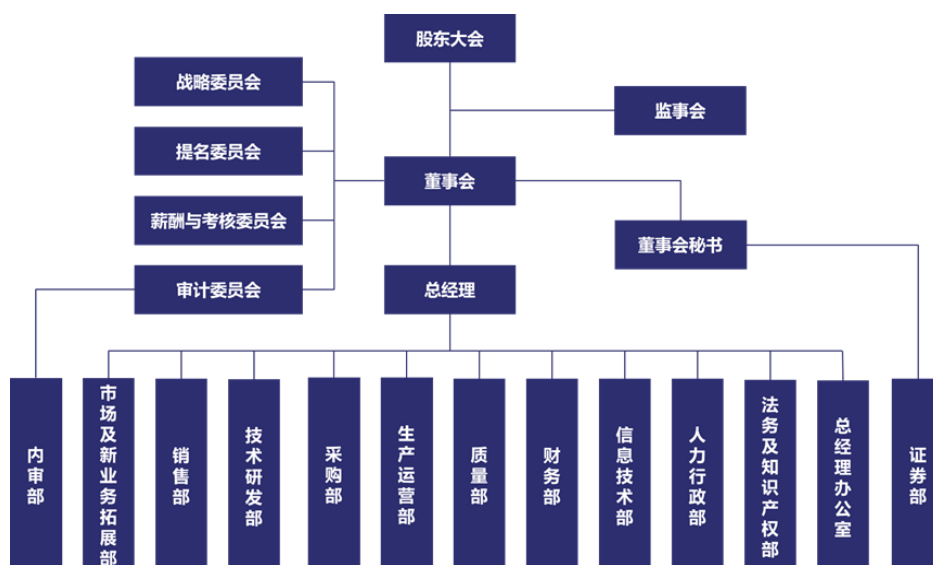 股东大会
战略委员会
监事会
提名委员会
董事会
薪酬与考核委员会
董事会秘书
审计委员会
总经理
内审部
市场及新业务拓展部
销售部
技术研发部
采购部
生产运营部
质量部
财务部
信息技术部
人力行政部
法务及知识产权部
总经理办公室
证券部